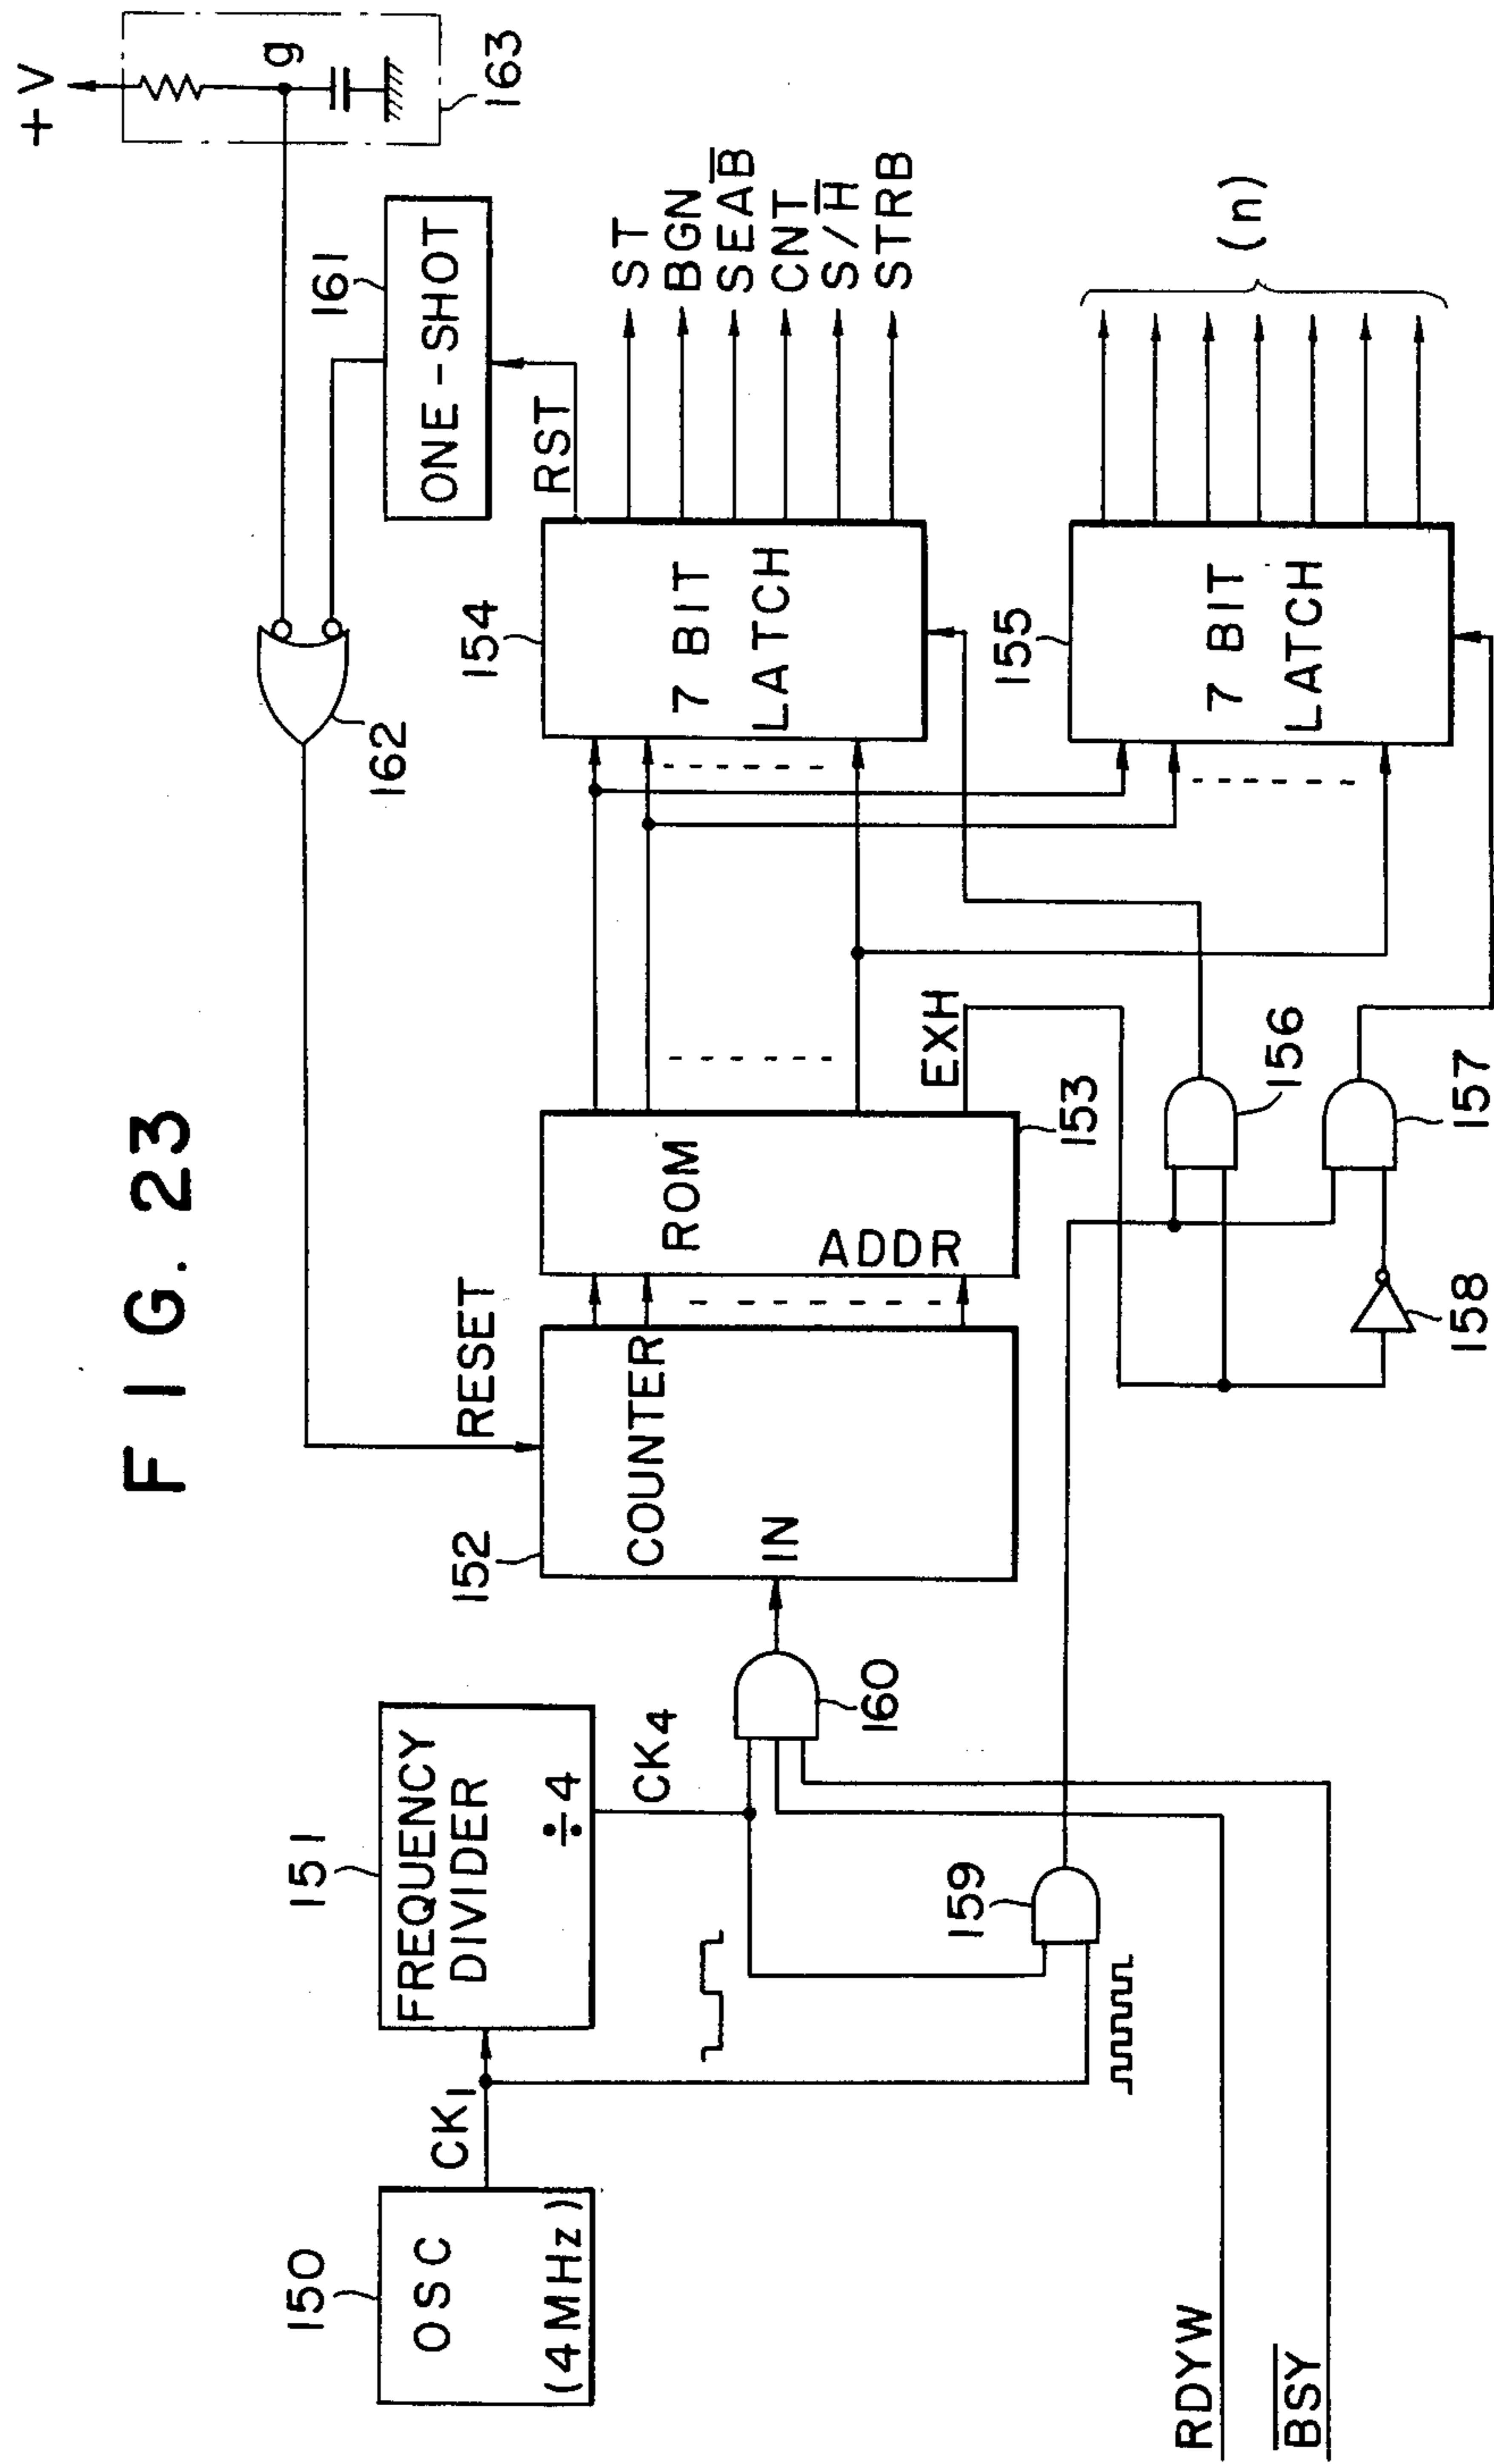 FIG. 23
150
OSC
(4MHz)
CK1
151
FREQUENCY
DIVIDER
÷4
CK4
159
160
RDYW
B̅S̅Y̅
152
COUNTER
IN
RESET
ROM
ADDR
153
EXH
156
157
158
154
7 BIT
LATCH
155
7 BIT
LATCH
162
161
ONE-SHOT
RST
+V
g
163
ST
BGN
SEAB̅
CNT
S/H̅
STRB
(n)